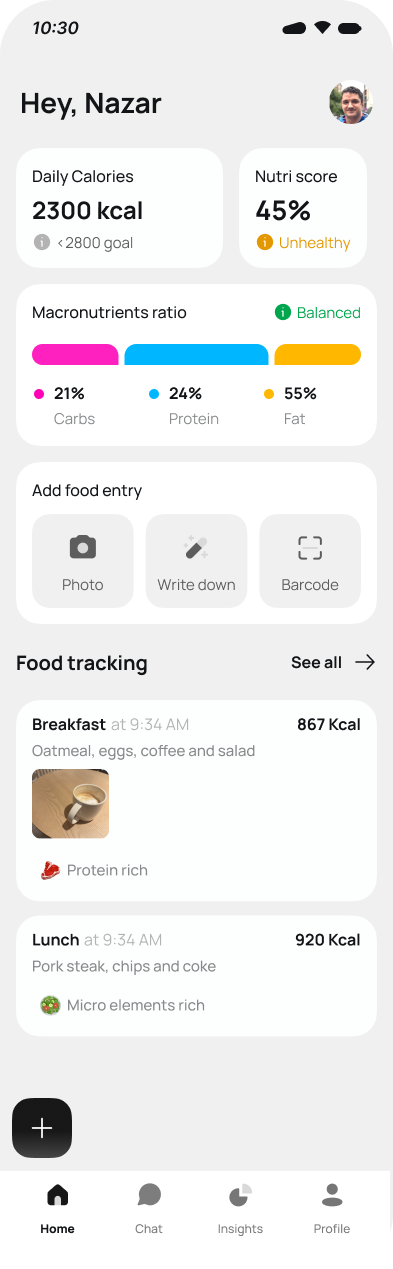 10:30
Hey, Nazar
Daily Calories
2300 kcal
<2800 goal
Nutri score
45%
Unhealthy
Macronutrients ratio
Balanced
21%
Carbs
24%
Protein
55%
Fat
Add food entry
Photo
Write down
Barcode
Food tracking
See all
Breakfast at 9:34 AM
867 Kcal
Oatmeal, eggs, coffee and salad
Protein rich
Lunch at 9:34 AM
920 Kcal
Pork steak, chips and coke
Micro elements rich
Home
Chat
Insights
Profile